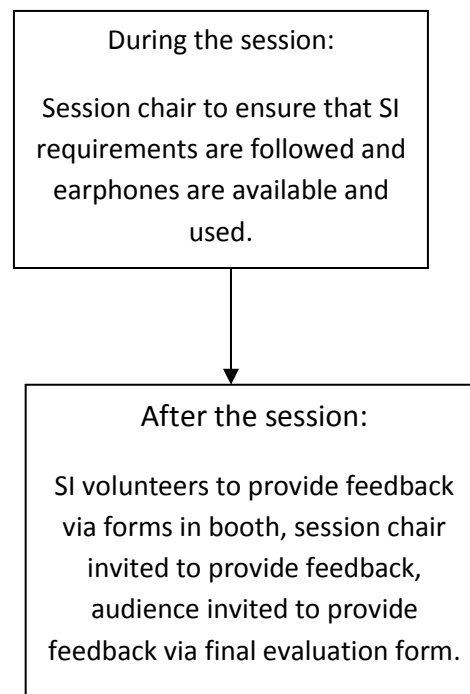 During the session:
Session chair to ensure that SI
requirements are followed and
earphones are available and
used.
After the session:
SI volunteers to provide feedback
via forms in booth, session chair
invited to provide feedback,
audience invited to provide
feedback via final evaluation form.